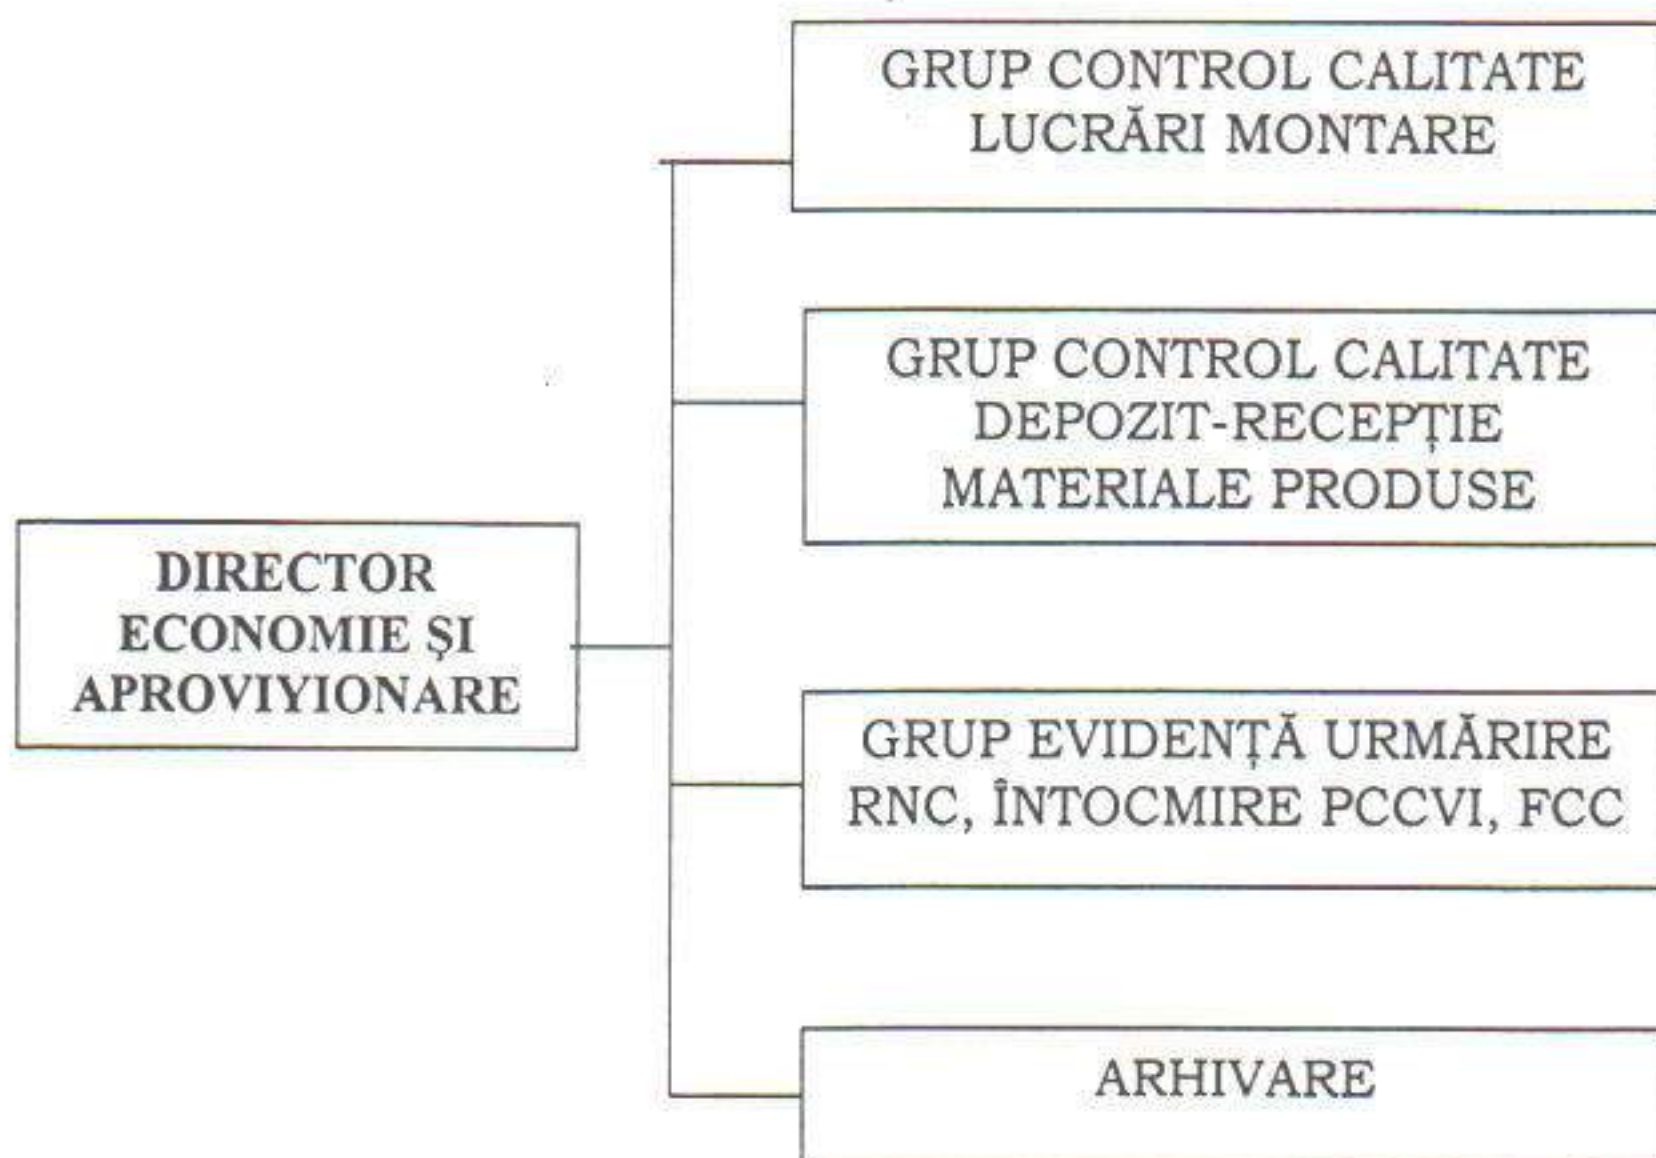 GRUP CONTROL CALITATE
LUCRĂRI MONTARE
GRUP CONTROL CALITATE
DEPOZIT-RECEPȚIE
MATERIALE PRODUSE
DIRECTOR
ECONOMIE ȘI
APROVIYIONARE
GRUP EVIDENȚĂ URMĂRIRE
RNC, ÎNTOCMIRE PCCVI, FCC
ARHIVARE